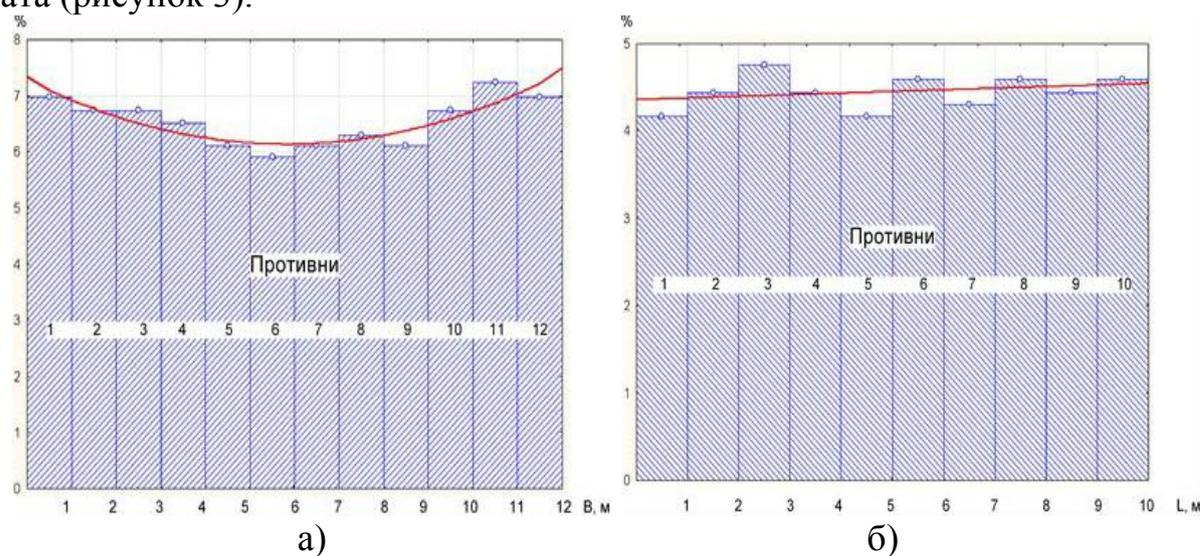 ата (рисунок 3).
%
8
7
6
5
4
3
2
1
0
Противни
1 2 3 4 5 6 7 8 9 10 11 12
1 2 3 4 5 6 7 8 9 10 11 12 В, м
а)
%
5
4
3
2
1
0
Противни
1 2 3 4 5 6 7 8 9 10
1 2 3 4 5 6 7 8 9 10 L, м
б)